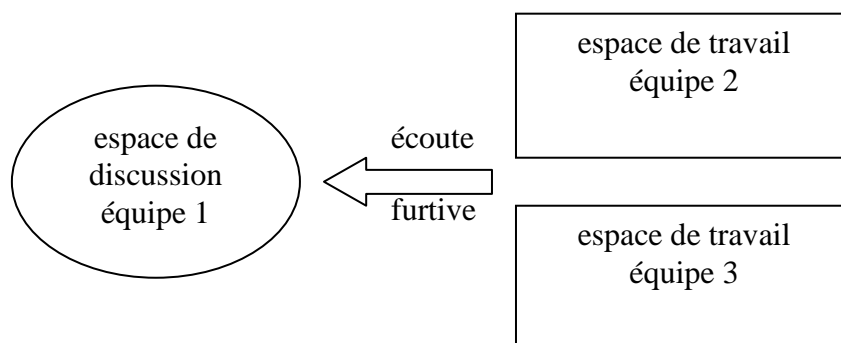 espace de
discussion
équipe 1
écoute
furtive
espace de travail
équipe 2
espace de travail
équipe 3